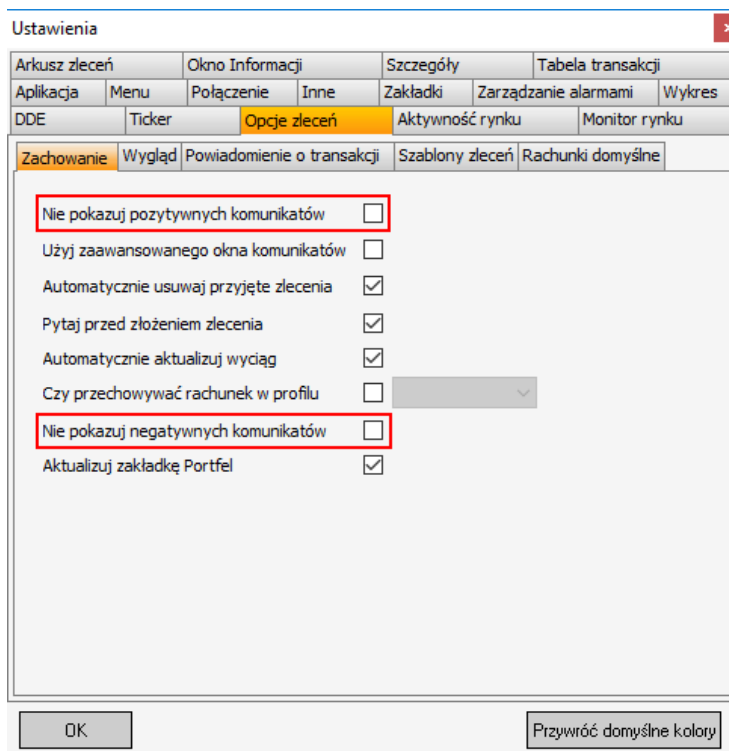 Ustawienia
Arkusz zleceń Okno Informacji Szczegóły Tabela transakcji
Aplikacja Menu Połączenie Inne Zakładki Zarządzanie alarmami Wykres
DDE Ticker Opcje zleceń Aktywność rynku Monitor rynku
Zachowanie Wygląd Powiadomienie o transakcji Szablony zleceń Rachunki domyślne
Nie pokazuj pozytywnych komunikatów
Użyj zaawansowanego okna komunikatów
Automatycznie usuwaj przyjęte zlecenia
Pytaj przed złożeniem zlecenia
Automatycznie aktualizuj wyciąg
Czy przechowywać rachunek w profilu
Nie pokazuj negatywnych komunikatów
Aktualizuj zakładkę Portfel
OK Przywróć domyślne kolory